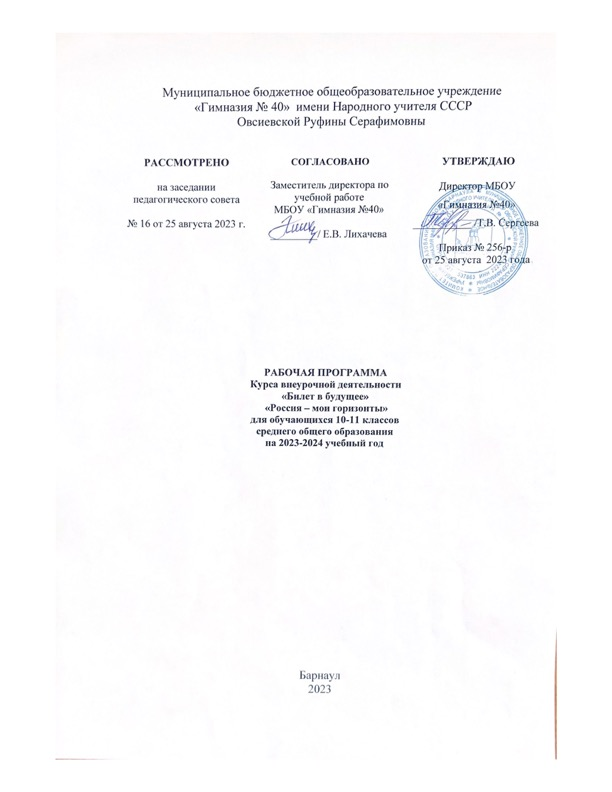 Муниципальное бюджетное общеобразовательное учреждение
«Гимназия № 40» имени Народного учителя СССР
Овсиевской Руфины Серафимовны
РАССМОТРЕНО
на заседании
педагогического совета
№ 16 от 25 августа 2023 г.
СОГЛАСОВАНО
Заместитель директора по
учебной работе
МБОУ «Гимназия №40»
/ Е.В. Лихачева
УТВЕРЖДАЮ
Директор МБОУ
«Гимназия №40»
/Т.В. Сергеева
Приказ № 256-р
от 25 августа 2023 года
РАБОЧАЯ ПРОГРАММА
Курса внеурочной деятельности
«Билет в будущее»
«Россия – мои горизонты»
для обучающихся 10-11 классов
среднего общего образования
на 2023-2024 учебный год
Барнаул
2023